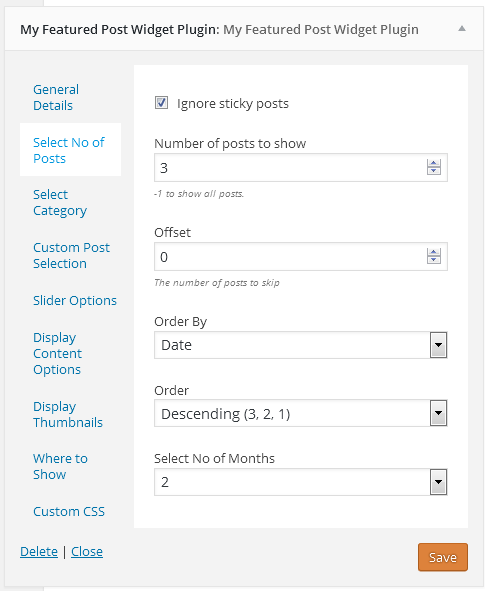 My Featured Post Widget Plugin: My Featured Post Widget Plugin
General
Details
Select No of
Posts
Select
Category
Custom Post
Selection
Slider Options
Display
Content
Options
Display
Thumbnails
Where to
Show
Custom CSS
Ignore sticky posts
Number of posts to show
3
-1 to show all posts.
Offset
0
The number of posts to skip
Order By
Date
Order
Descending (3, 2, 1)
Select No of Months
2
Delete | Close
Save